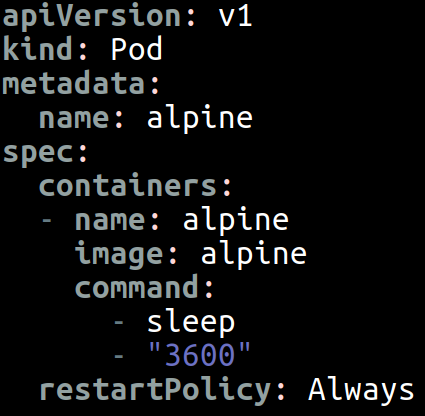 apiVersion: v1
kind: Pod
metadata:
  name: alpine
spec:
  containers:
  - name: alpine
    image: alpine
    command:
      - sleep
      - "3600"
  restartPolicy: Always